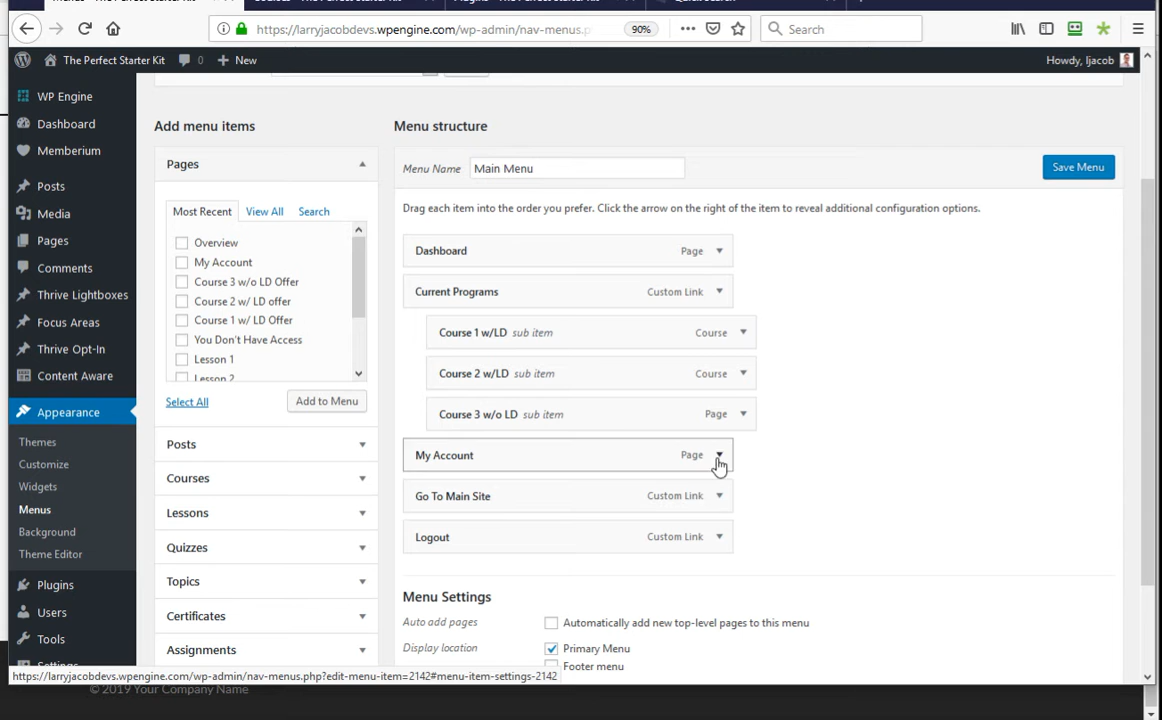 https://larryjacobdevs.wpengine.com/wp-admin/nav-menus.p
90%
Search
The Perfect Starter Kit
0
New
Howdy, ljacob
WP Engine
Dashboard
Memberium
Posts
Media
Pages
Comments
Thrive Lightboxes
Focus Areas
Thrive Opt-In
Content Aware
Appearance
Themes
Customize
Widgets
Menus
Background
Theme Editor
Plugins
Users
Tools
Settings
Add menu items
Pages
Most Recent
View All
Search
Overview
My Account
Course 3 w/o LD Offer
Course 2 w/ LD offer
Course 1 w/ LD Offer
You Don't Have Access
Lesson 1
Lesson 2
Select All
Add to Menu
Posts
Courses
Lessons
Quizzes
Topics
Certificates
Assignments
Menu structure
Menu Name
Main Menu
Save Menu
Drag each item into the order you prefer. Click the arrow on the right of the item to reveal additional configuration options.
Dashboard Page
Current Programs Custom Link
Course 1 w/LD sub item Course
Course 2 w/LD sub item Course
Course 3 w/o LD sub item Page
My Account Page
Go To Main Site Custom Link
Logout Custom Link
Menu Settings
Auto add pages Automatically add new top-level pages to this menu
Display location Primary Menu
Footer menu
https://larryjacobdevs.wpengine.com/wp-admin/nav-menus.php?edit-menu-item=2142#menu-item-settings-2142
© 2019 Your Company Name